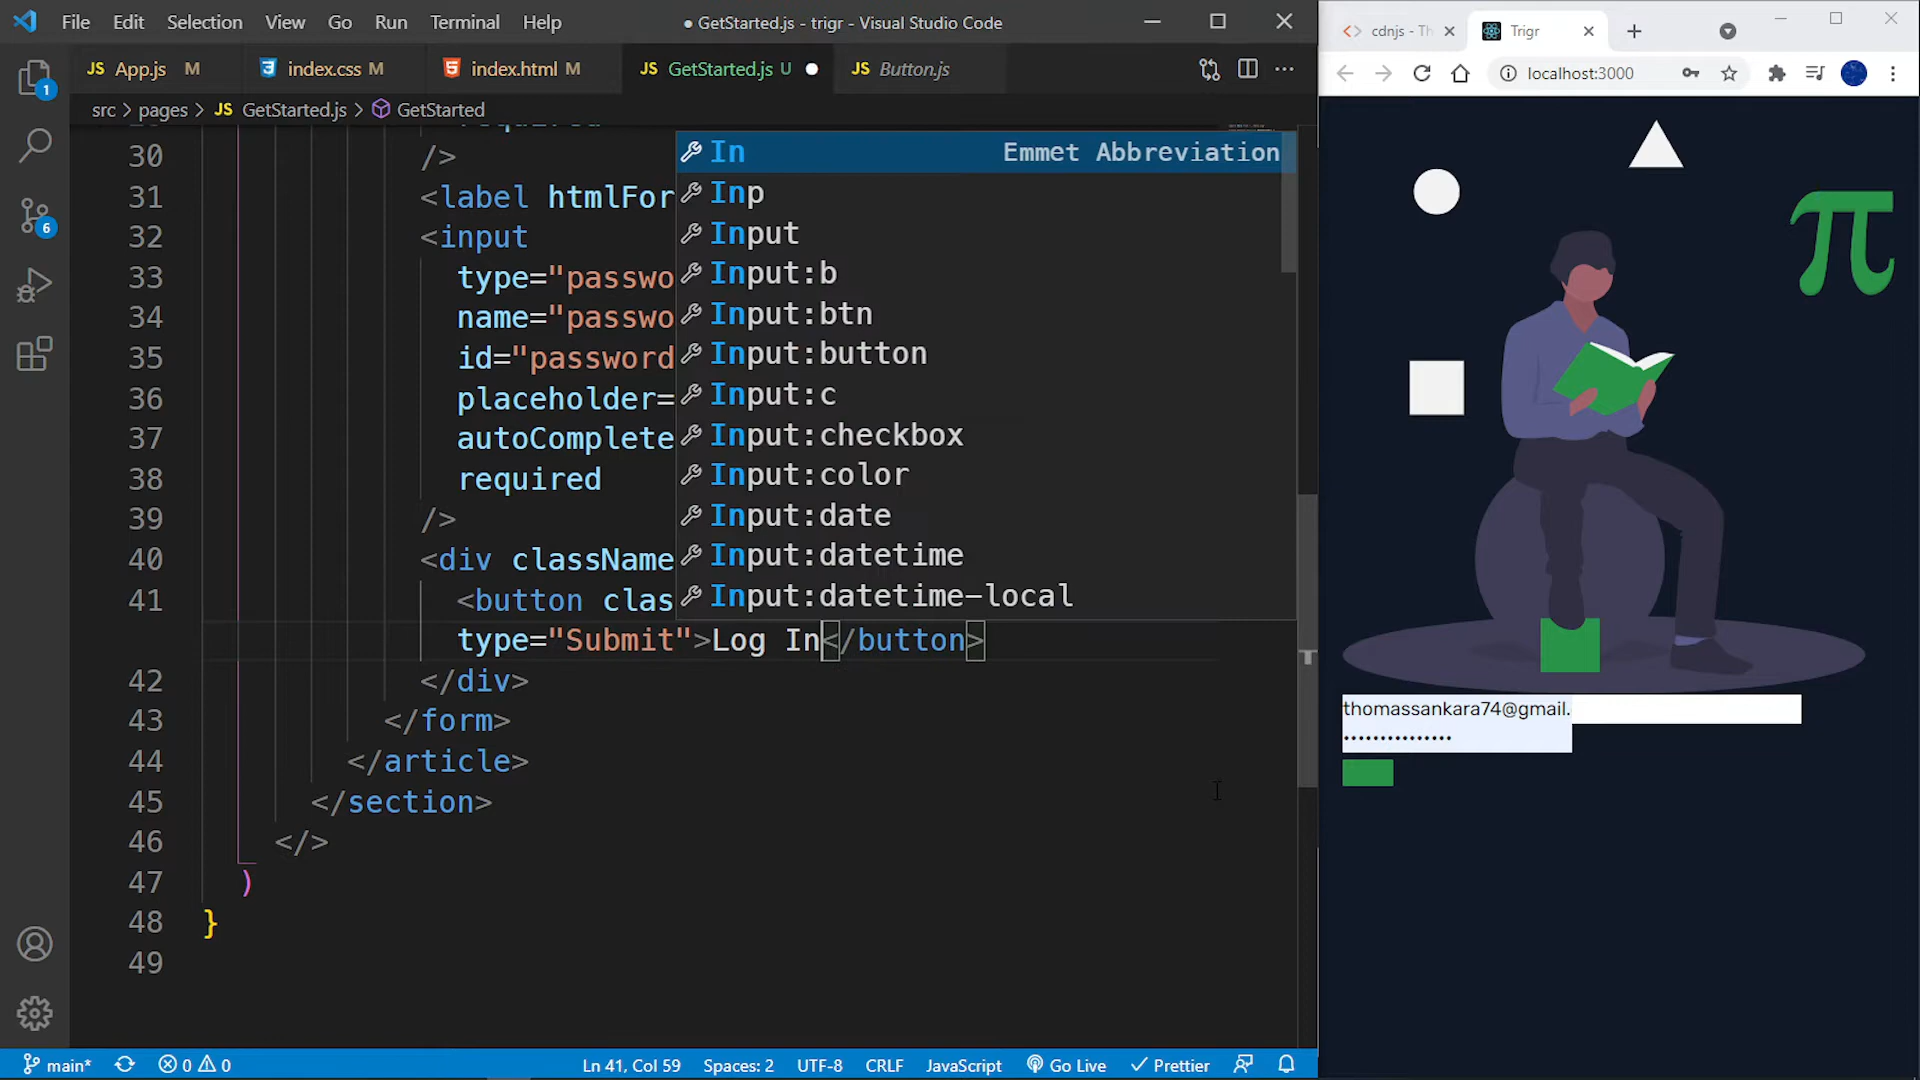 File Edit Selection View Go Run Terminal Help
● GetStarted.js - trigr - Visual Studio Code
JS App.js M
index.css M
index.html M
JS GetStarted.js U ●
JS Button.js
src > pages > JS GetStarted.js > GetStarted
30 />
31 <label htmlFor
32 <input
33 type="passwo
34 name="passwo
35 id="password
36 placeholder=
37 autoComplete
38 required
39 />
40 <div className
41 <button clas
type="Submit">Log In</button>
42 </div>
43 </form>
44 </article>
45 </section>
46 </>
47 )
48 }
49
In Emmet Abbreviation
Inp
Input
Input:b
Input:btn
Input:button
Input:c
Input:checkbox
Input:color
Input:date
Input:datetime
Input:datetime-local
1
6
main*
0 0
Ln 41, Col 59
Spaces: 2
UTF-8
CRLF
JavaScript
Go Live
Prettier
cdnjs - Th
Trigr
localhost:3000
π
thomassankara74@gmail.
•••••••••••••••